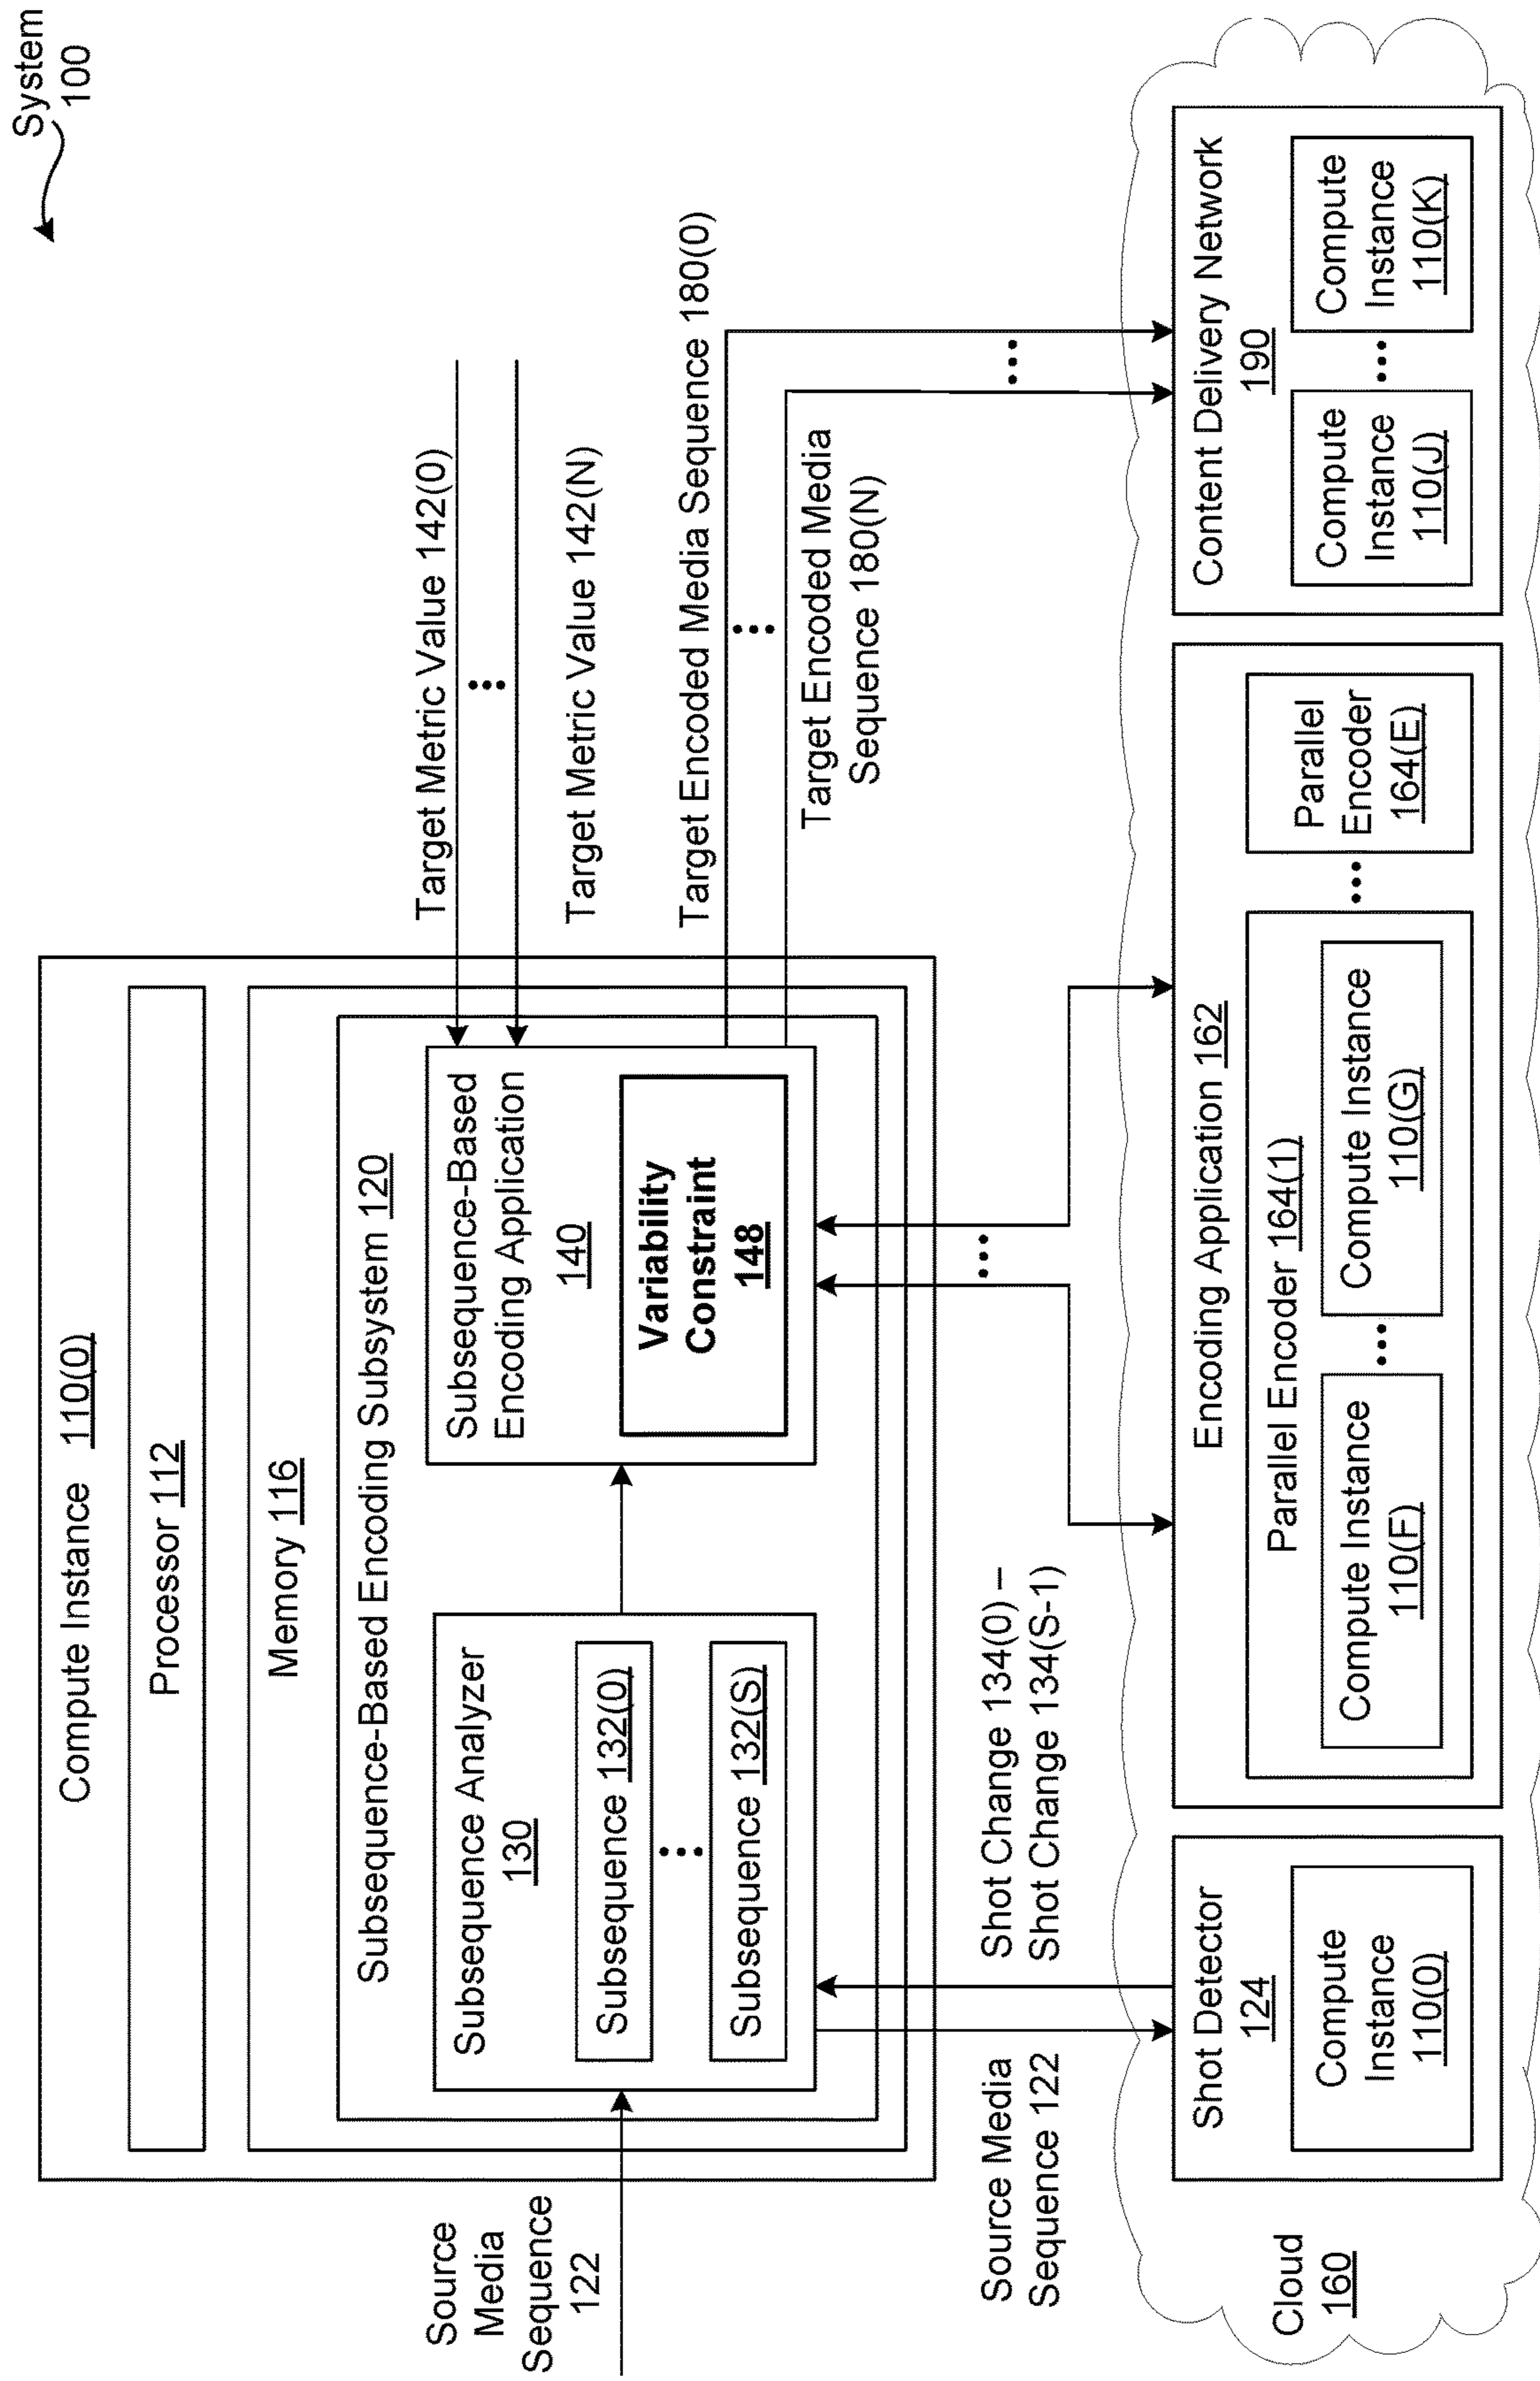 System
100
Compute Instance 110(0)
Processor 112
Memory 116
Subsequence-Based Encoding Subsystem 120
Subsequence Analyzer
130
Subsequence 132(0)
Subsequence 132(S)
Subsequence-Based
Encoding Application
140
Variability
Constraint
148
Source
Media
Sequence
122
Target Metric Value 142(0)
Target Metric Value 142(N)
Target Encoded Media Sequence 180(0)
Target Encoded Media
Sequence 180(N)
Source Media
Sequence 122
Shot Change 134(0) –
Shot Change 134(S-1)
Cloud
160
Shot Detector
124
Compute
Instance
110(0)
Encoding Application 162
Parallel Encoder 164(1)
Compute Instance
110(F)
Compute Instance
110(G)
Parallel
Encoder
164(E)
Content Delivery Network
190
Compute
Instance
110(J)
Compute
Instance
110(K)